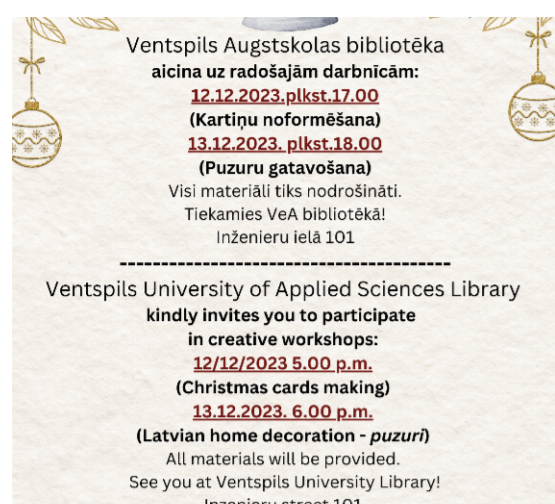 Ventspils Augstskolas bibliotēka
aicina uz radošajām darbnīcām:
12.12.2023.plkst.17.00
(Kartiņu noformēšana)
13.12.2023. plkst.18.00
(Puzuru gatavošana)
Visi materiāli tiks nodrošināti.
Tiekamies VeA bibliotēkā!
Inženieru ielā 101
----------------------------------------
Ventspils University of Applied Sciences Library
kindly invites you to participate
in creative workshops:
12/12/2023 5.00 p.m.
(Christmas cards making)
13.12.2023. 6.00 p.m.
(Latvian home decoration - puzuri)
All materials will be provided.
See you at Ventspils University Library!
Inzenieru street 101